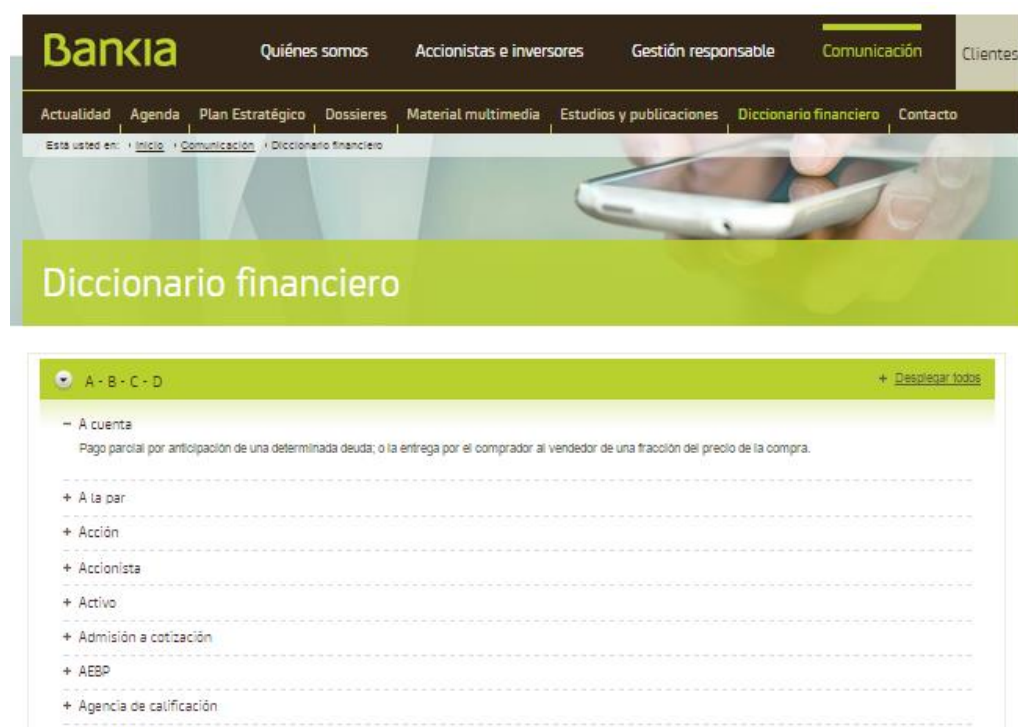 Bankia
Quiénes somos Accionistas e inversores Gestión responsable Comunicación Clientes
Actualidad Agenda Plan Estratégico Dossieres Material multimedia Estudios y publicaciones Diccionario financiero Contacto
Está usted en: Inicio Comunicación Diccionario financiero
Diccionario financiero
A - B - C - D + Desplegar todos
− A cuenta
Pago parcial por anticipación de una determinada deuda; o la entrega por el comprador al vendedor de una fracción del precio de la compra.
+ A la par
+ Acción
+ Accionista
+ Activo
+ Admisión a cotización
+ AEBP
+ Agencia de calificación